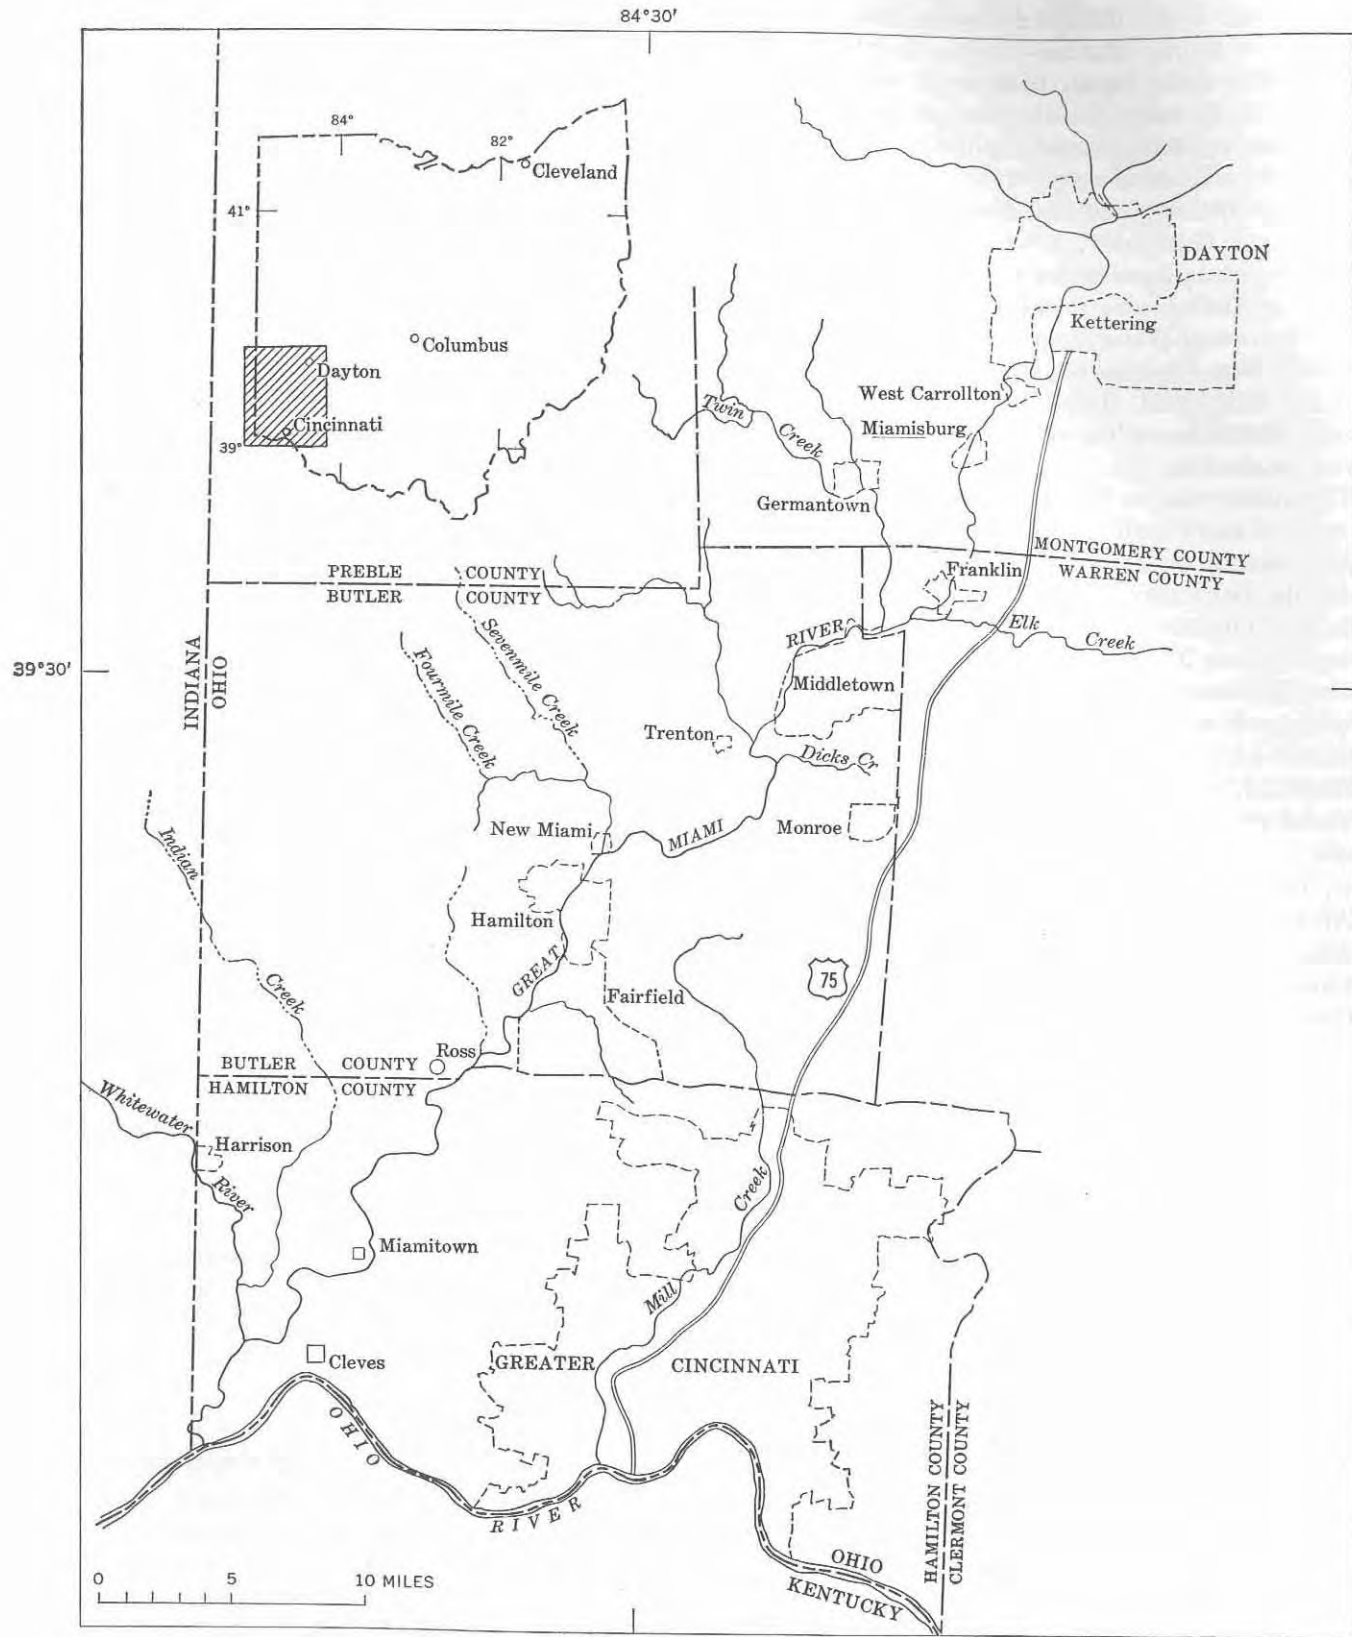 84°30'
84°
82°
Cleveland
41°
DAYTON
Kettering
Columbus
Dayton
West Carrollton
Twin
Creek
Miamisburg
Cincinnati
39°
Germantown
MONTGOMERY COUNTY
WARREN COUNTY
Franklin
PREBLE COUNTY
BUTLER COUNTY
Elk Creek
RIVER
Sevenmile Creek
Fourmile Creek
39°30'
INDIANA
OHIO
Middletown
Trenton
Dicks Cr
New Miami
MIAMI
Monroe
Indian
Creek
Hamilton
GREAT
75
Fairfield
Ross
BUTLER COUNTY
HAMILTON COUNTY
Whitewater
River
Harrison
Creek
Miamitown
Mill
Cleves
GREATER CINCINNATI
OHIO
RIVER
HAMILTON COUNTY
CLERMONT COUNTY
OHIO
KENTUCKY
0 5 10 MILES